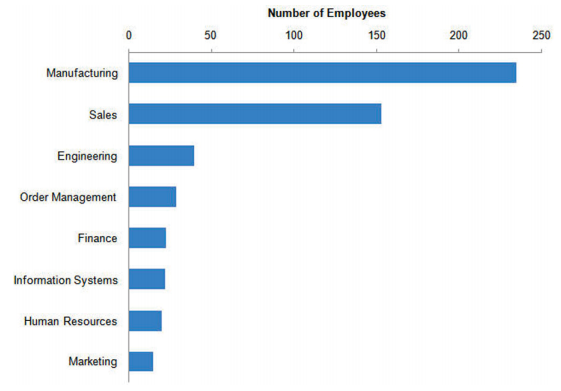 Number of Employees
0 50 100 150 200 250
Manufacturing
Sales
Engineering
Order Management
Finance
Information Systems
Human Resources
Marketing